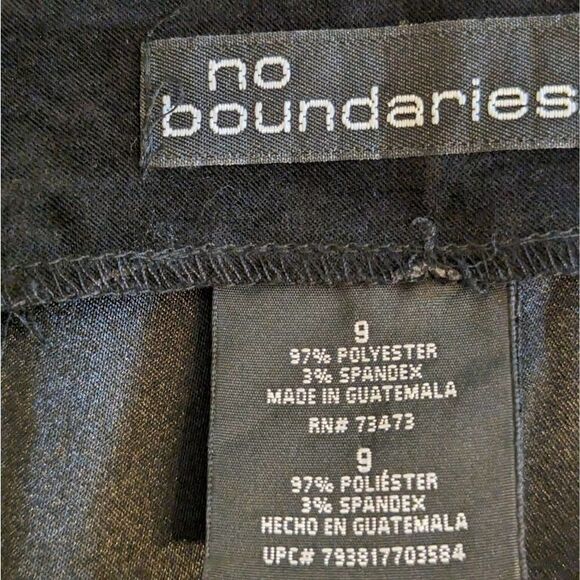 no
boundaries
9
97% POLYESTER
3% SPANDEX
MADE IN GUATEMALA
RN# 73473
9
97% POLIÉSTER
3% SPANDEX
HECHO EN GUATEMALA
UPC# 793817703584